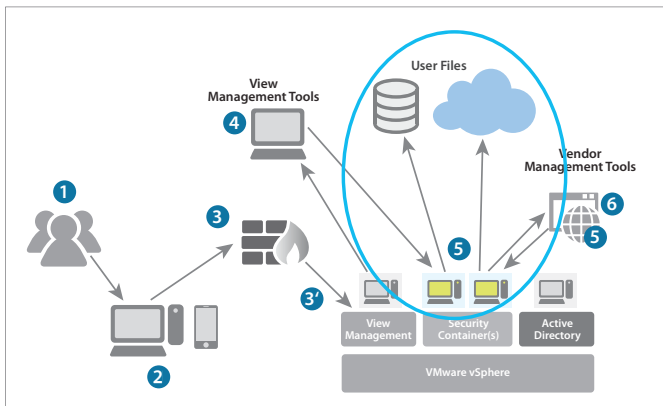 User Files
View
Management Tools
4
Vendor
Management Tools
1
6
3
5
5
3′
View
Management
Security
Container(s)
Active
Directory
2
VMware vSphere